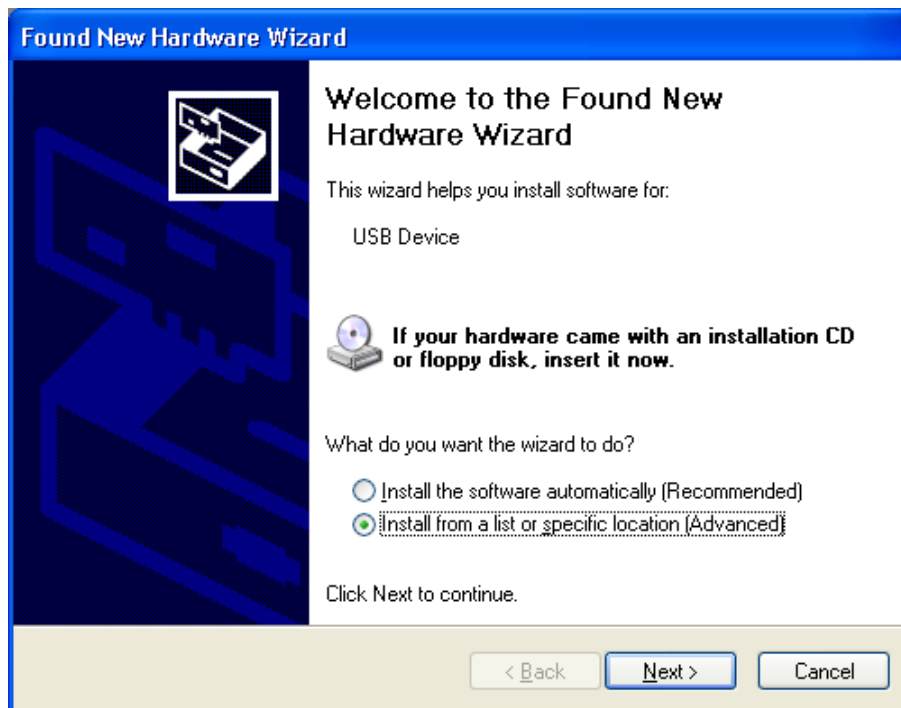 Found New Hardware Wizard
Welcome to the Found New
Hardware Wizard
This wizard helps you install software for:
USB Device
If your hardware came with an installation CD
or floppy disk, insert it now.
What do you want the wizard to do?
Install the software automatically (Recommended)
Install from a list or specific location (Advanced)
Click Next to continue.
< Back
Next >
Cancel